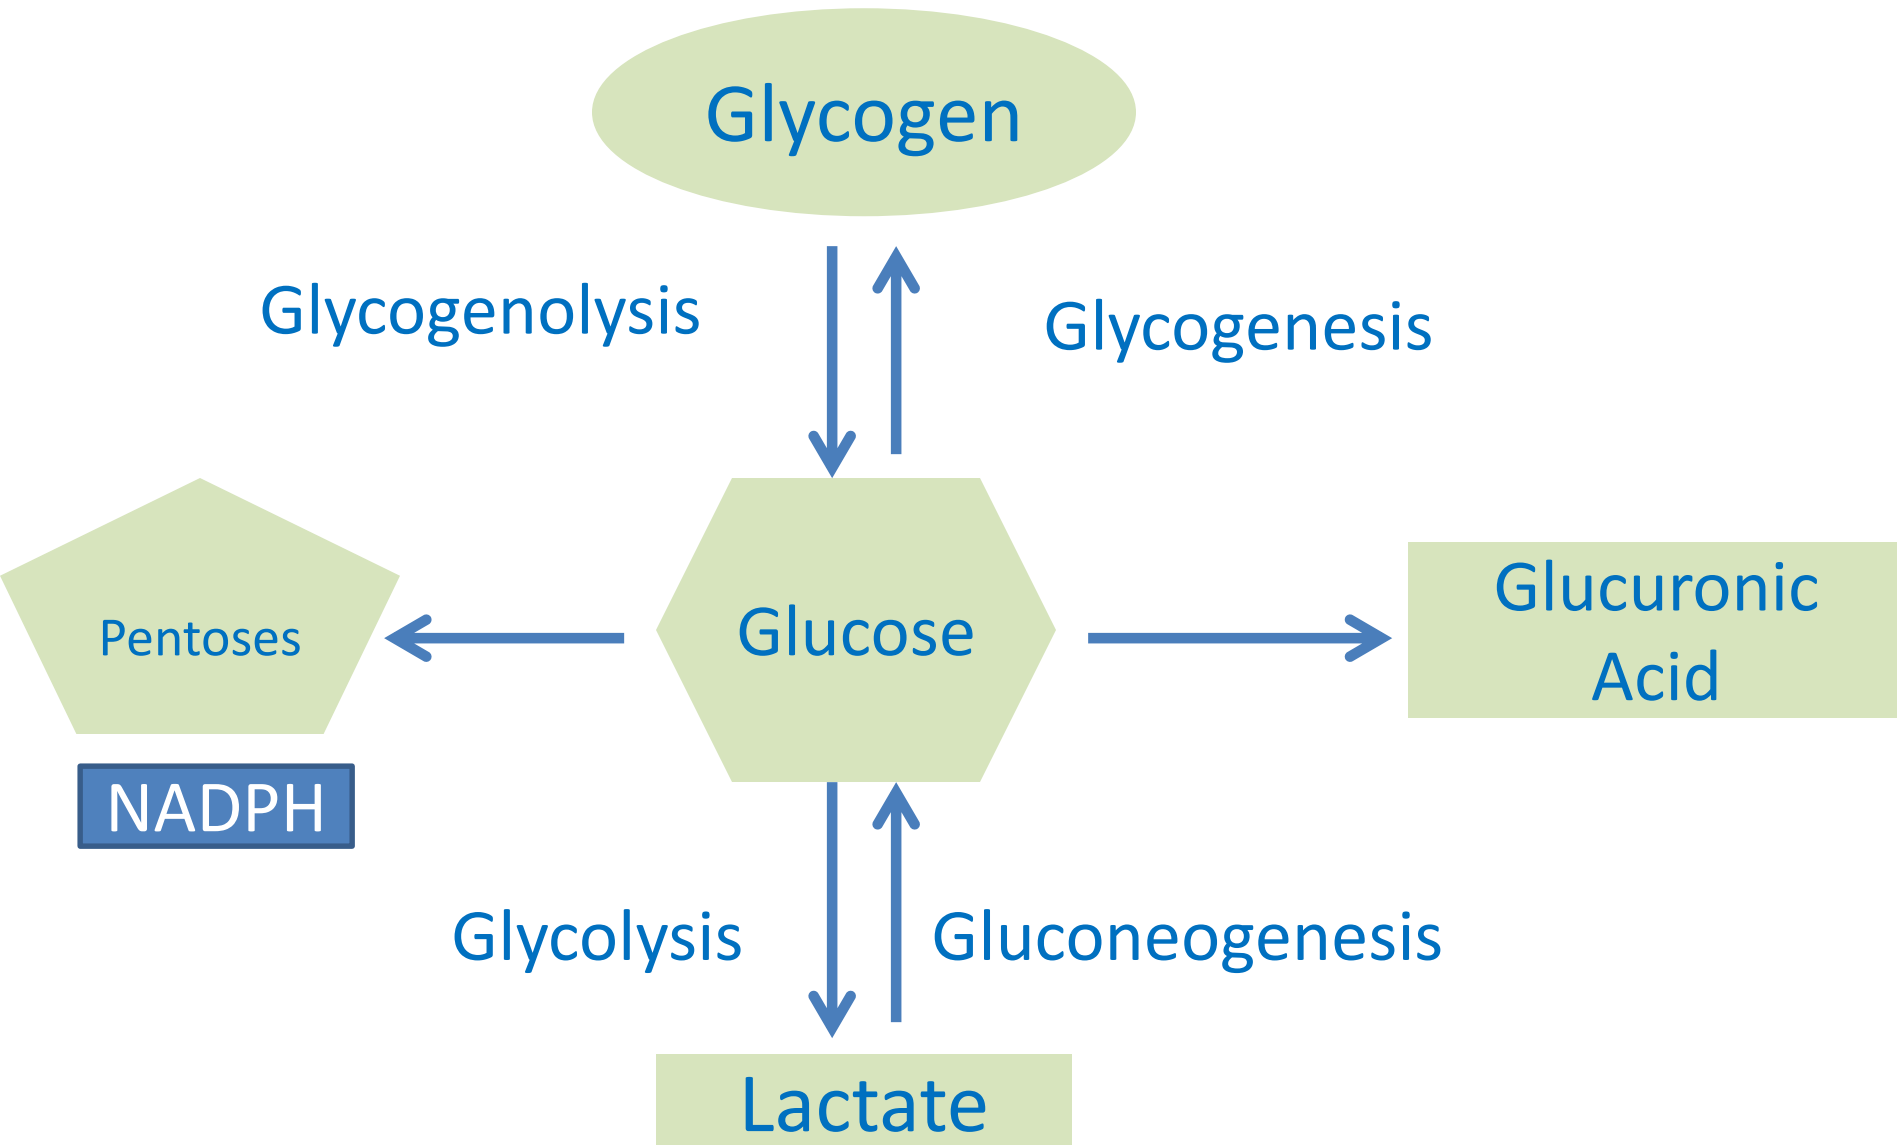 Glycogen
Glycogenolysis
Glycogenesis
Pentoses
Glucose
Glucuronic
Acid
NADPH
Glycolysis
Gluconeogenesis
Lactate